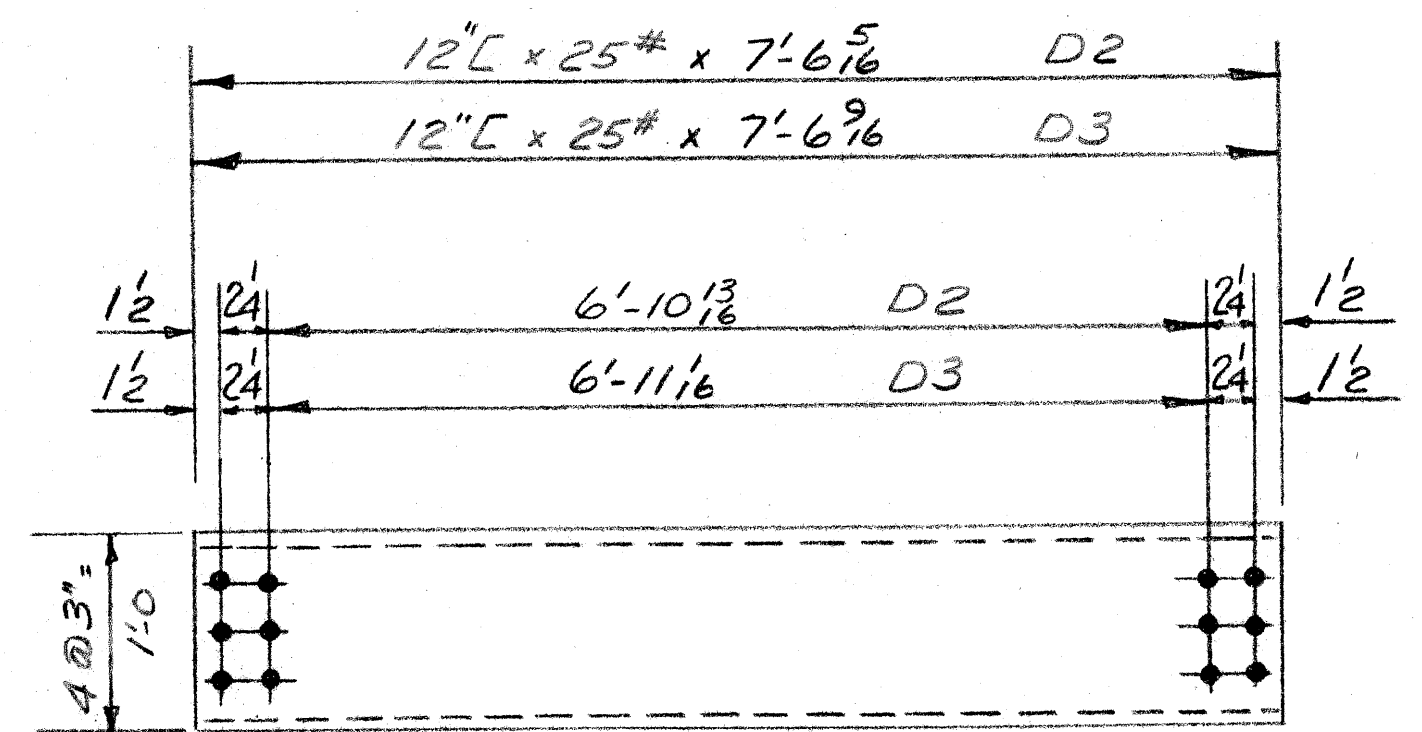 12"[ x 25# x 7'-6 5/16 D2
12"[ x 25# x 7'-6 9/16 D3
1 1/2 2 1/4 6'-10 13/16 D2 2 1/4 1 1/2
1 1/2 2 1/4 6'-11 1/16 D3 2 1/4 1 1/2
4 @ 3" =
1'-0